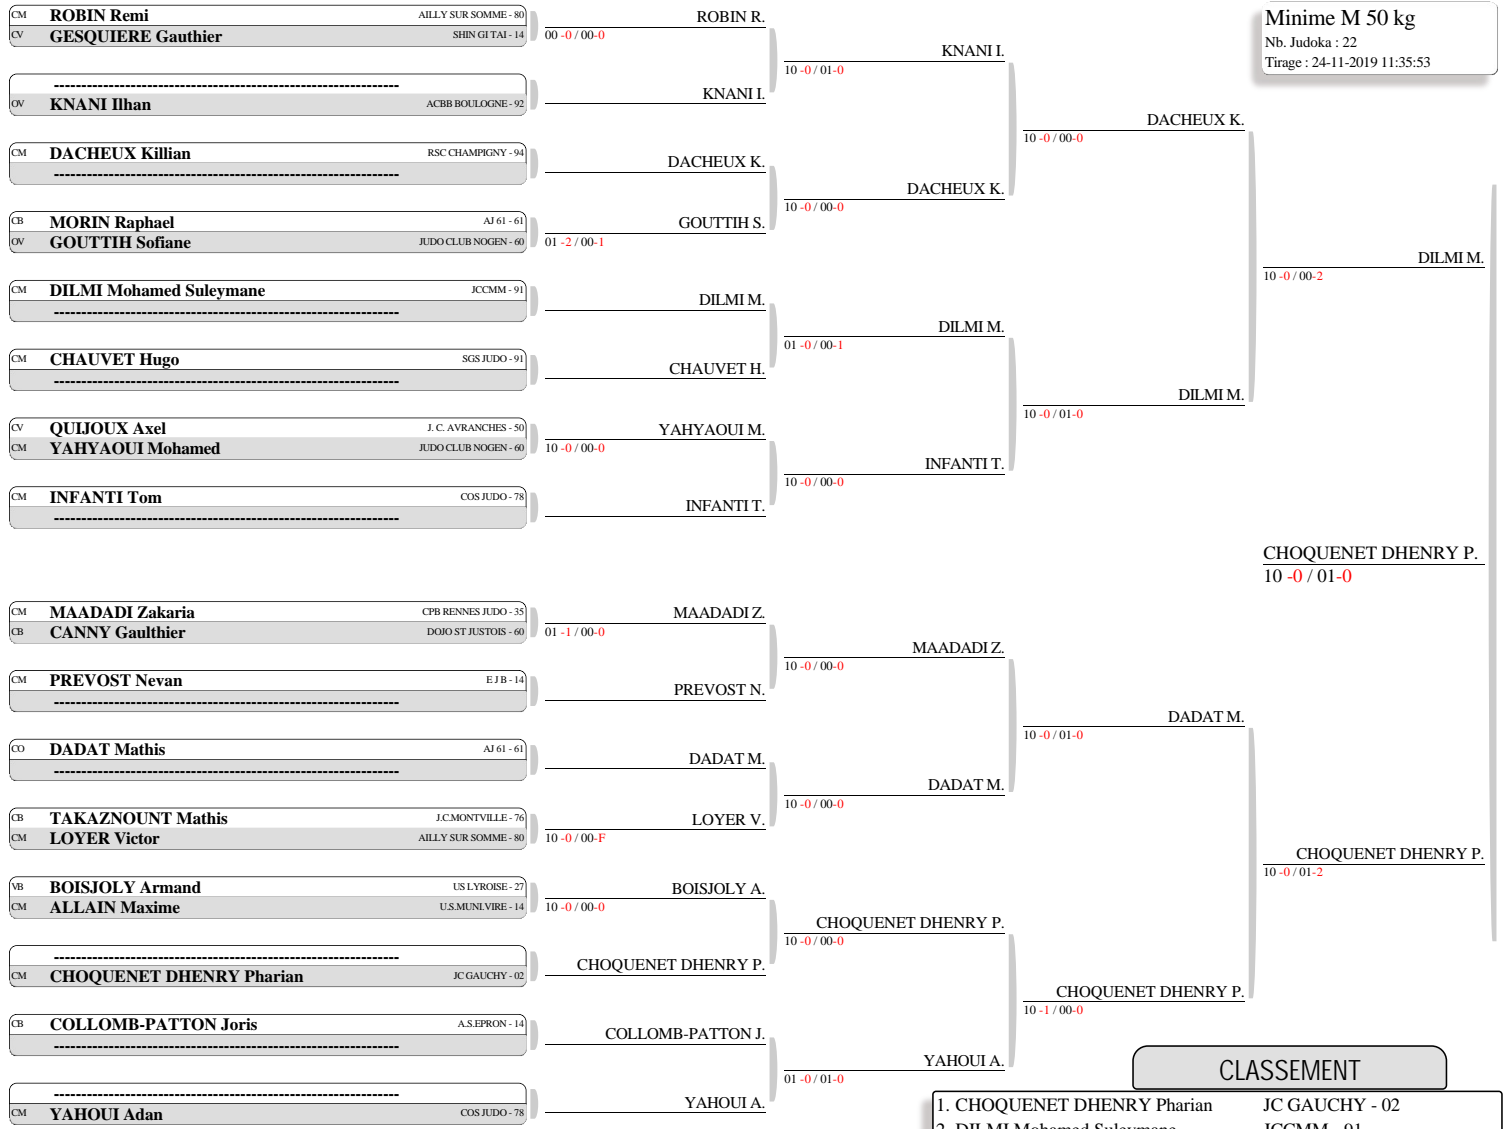 Minime M 50 kg
Nb. Judoka : 22
Tirage : 24-11-2019 11:35:53
CM ROBIN Remi AILLY SUR SOMME - 80
CV GESQUIERE Gauthier SHIN GI TAI - 14
------------------------------------------------------------------
OV KNANI Ilhan ACBB BOULOGNE - 92
CM DACHEUX Killian RSC CHAMPIGNY - 94
------------------------------------------------------------------
CB MORIN Raphael AJ 61 - 61
OV GOUTTIH Sofiane JUDO CLUB NOGEN - 60
CM DILMI Mohamed Suleymane JCCMM - 91
------------------------------------------------------------------
CM CHAUVET Hugo SGS JUDO - 91
------------------------------------------------------------------
CV QUIJOUX Axel J. C. AVRANCHES - 50
CM YAHYAOUI Mohamed JUDO CLUB NOGEN - 60
CM INFANTI Tom COS JUDO - 78
------------------------------------------------------------------
CM MAADADI Zakaria CPB RENNES JUDO - 35
CB CANNY Gaulthier DOJO ST JUSTOIS - 60
CM PREVOST Nevan E J B - 14
------------------------------------------------------------------
CO DADAT Mathis AJ 61 - 61
------------------------------------------------------------------
CB TAKAZNOUNT Mathis J.C.MONTVILLE - 76
CM LOYER Victor AILLY SUR SOMME - 80
VB BOISJOLY Armand US LYROISE - 27
CM ALLAIN Maxime U.S.MUNI.VIRE - 14
------------------------------------------------------------------
CM CHOQUENET DHENRY Pharian JC GAUCHY - 02
CB COLLOMB-PATTON Joris A.S.EPRON - 14
------------------------------------------------------------------
------------------------------------------------------------------
CM YAHOUI Adan COS JUDO - 78
ROBIN R.
00 -0 / 00-0
KNANI I.
DACHEUX K.
GOUTTIH S.
01 -2 / 00-1
DILMI M.
CHAUVET H.
YAHYAOUI M.
10 -0 / 00-0
INFANTI T.
MAADADI Z.
01 -1 / 00-0
PREVOST N.
DADAT M.
LOYER V.
10 -0 / 00-F
BOISJOLY A.
10 -0 / 00-0
CHOQUENET DHENRY P.
COLLOMB-PATTON J.
YAHOUI A.
KNANI I.
10 -0 / 01-0
DACHEUX K.
10 -0 / 00-0
DILMI M.
01 -0 / 00-1
INFANTI T.
10 -0 / 00-0
MAADADI Z.
10 -0 / 00-0
DADAT M.
10 -0 / 00-0
CHOQUENET DHENRY P.
10 -0 / 00-0
YAHOUI A.
01 -0 / 01-0
DACHEUX K.
10 -0 / 00-0
DILMI M.
10 -0 / 01-0
DADAT M.
10 -0 / 01-0
CHOQUENET DHENRY P.
10 -1 / 00-0
DILMI M.
10 -0 / 00-2
CHOQUENET DHENRY P.
10 -0 / 01-2
CHOQUENET DHENRY P.
10 -0 / 01-0
CLASSEMENT
1. CHOQUENET DHENRY Pharian JC GAUCHY - 02
2. DILMI Mohamed Suleymane JCCMM - 91